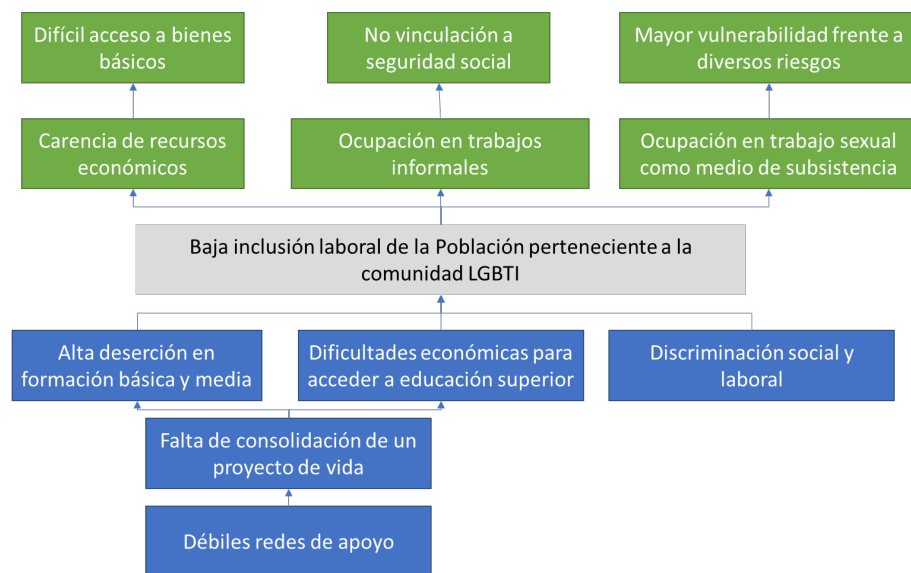 Difícil acceso a bienes
básicos
No vinculación a
seguridad social
Mayor vulnerabilidad frente a
diversos riesgos
Carencia de recursos
económicos
Ocupación en trabajos
informales
Ocupación en trabajo sexual
como medio de subsistencia
Baja inclusión laboral de la Población perteneciente a la
comunidad LGBTI
Alta deserción en
formación básica y media
Dificultades económicas para
acceder a educación superior
Discriminación social y
laboral
Falta de consolidación de un
proyecto de vida
Débiles redes de apoyo